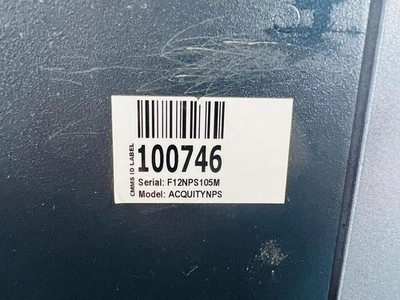 CMMS ID LABEL
100746
Serial: F12NPS105M
Model: ACQUITYNPS